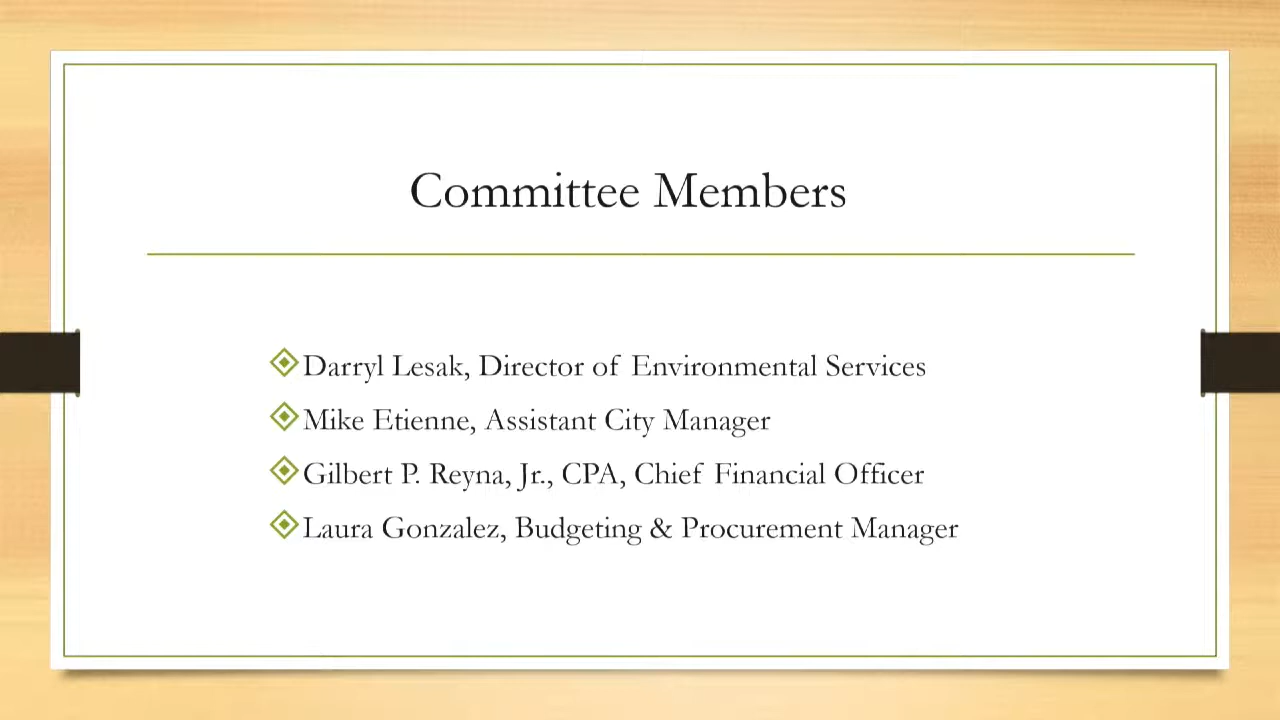 Committee Members
Darryl Lesak, Director of Environmental Services
Mike Etienne, Assistant City Manager
Gilbert P. Reyna, Jr., CPA, Chief Financial Officer
Laura Gonzalez, Budgeting & Procurement Manager